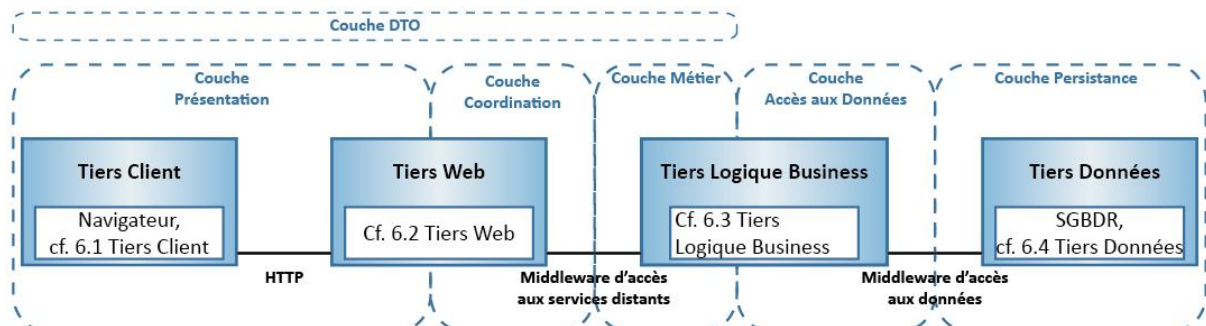 Couche DTO
Couche
Présentation
Couche
Coordination
Couche Métier
Couche
Accès aux Données
Couche Persistance
Tiers Client
Navigateur,
cf. 6.1 Tiers Client
Tiers Web
Cf. 6.2 Tiers Web
Tiers Logique Business
Cf. 6.3 Tiers
Logique Business
Tiers Données
SGBDR,
cf. 6.4 Tiers Données
HTTP
Middleware d’accès
aux services distants
Middleware d’accès
aux données